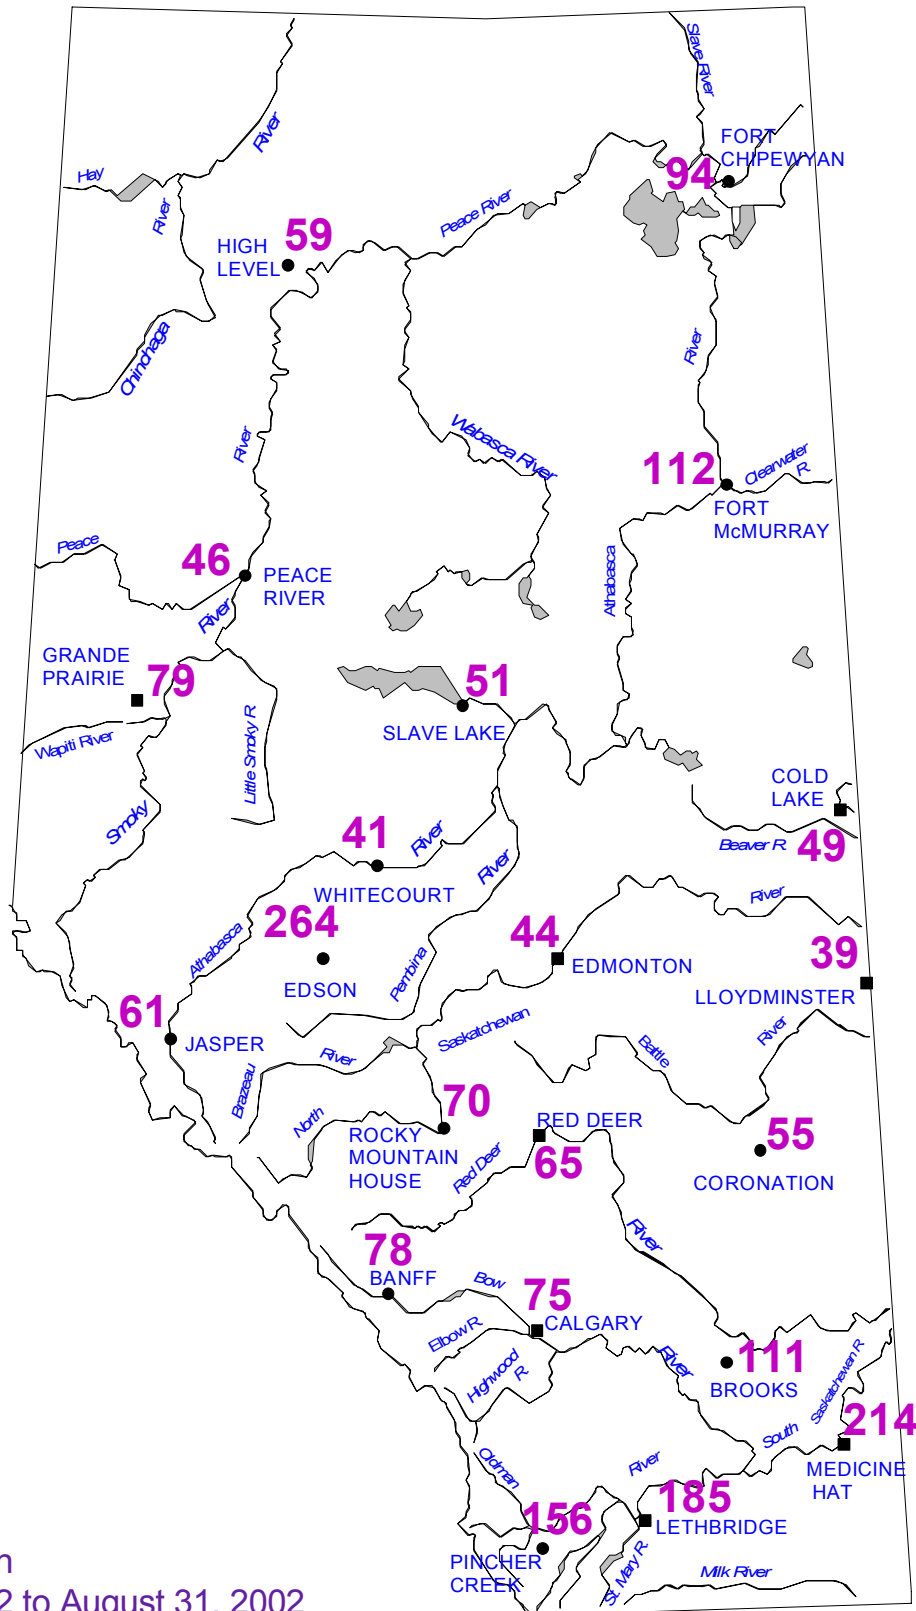 Slave River
FORT
CHIPEWYAN
94
River
Hay
River
Peace River
59
HIGH
LEVEL
Chinchaga
River
Wabasca River
River
112
Clearwater
R.
FORT
McMURRAY
Peace
46
PEACE
RIVER
River
Athabasca
GRANDE
PRAIRIE
79
51
SLAVE LAKE
Wapiti River
Little Smoky R
Smoky
COLD
LAKE
49
Beaver R
41
River
River
WHITECOURT
River
264
Athabasca
Pembina
44
EDMONTON
39
EDSON
LLOYDMINSTER
61
JASPER
Saskatchewan
River
Battle
River
Brazeau
North
70
ROCKY
MOUNTAIN
HOUSE
RED DEER
65
Red Deer
55
CORONATION
River
78
BANFF
Bow
75
CALGARY
Elbow R.
Highwood
R.
River
111
BROOKS
Saskatchewan R
South
214
MEDICINE
HAT
Oldman
River
185
LETHBRIDGE
156
PINCHER
CREEK
St. Mary R
Milk River
n
2 to August 31, 2002